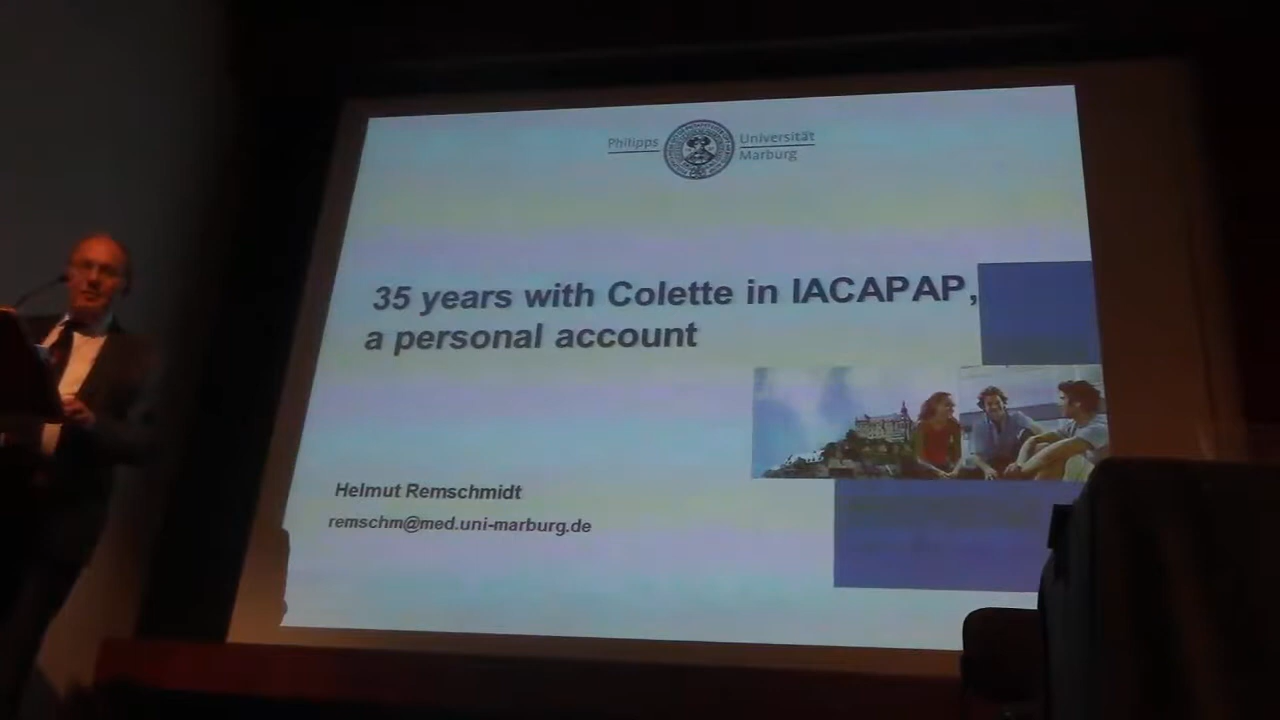 Philipps
Universität
Marburg
35 years with Colette in IACAPAP,
a personal account
Helmut Remschmidt
remschm@med.uni-marburg.de